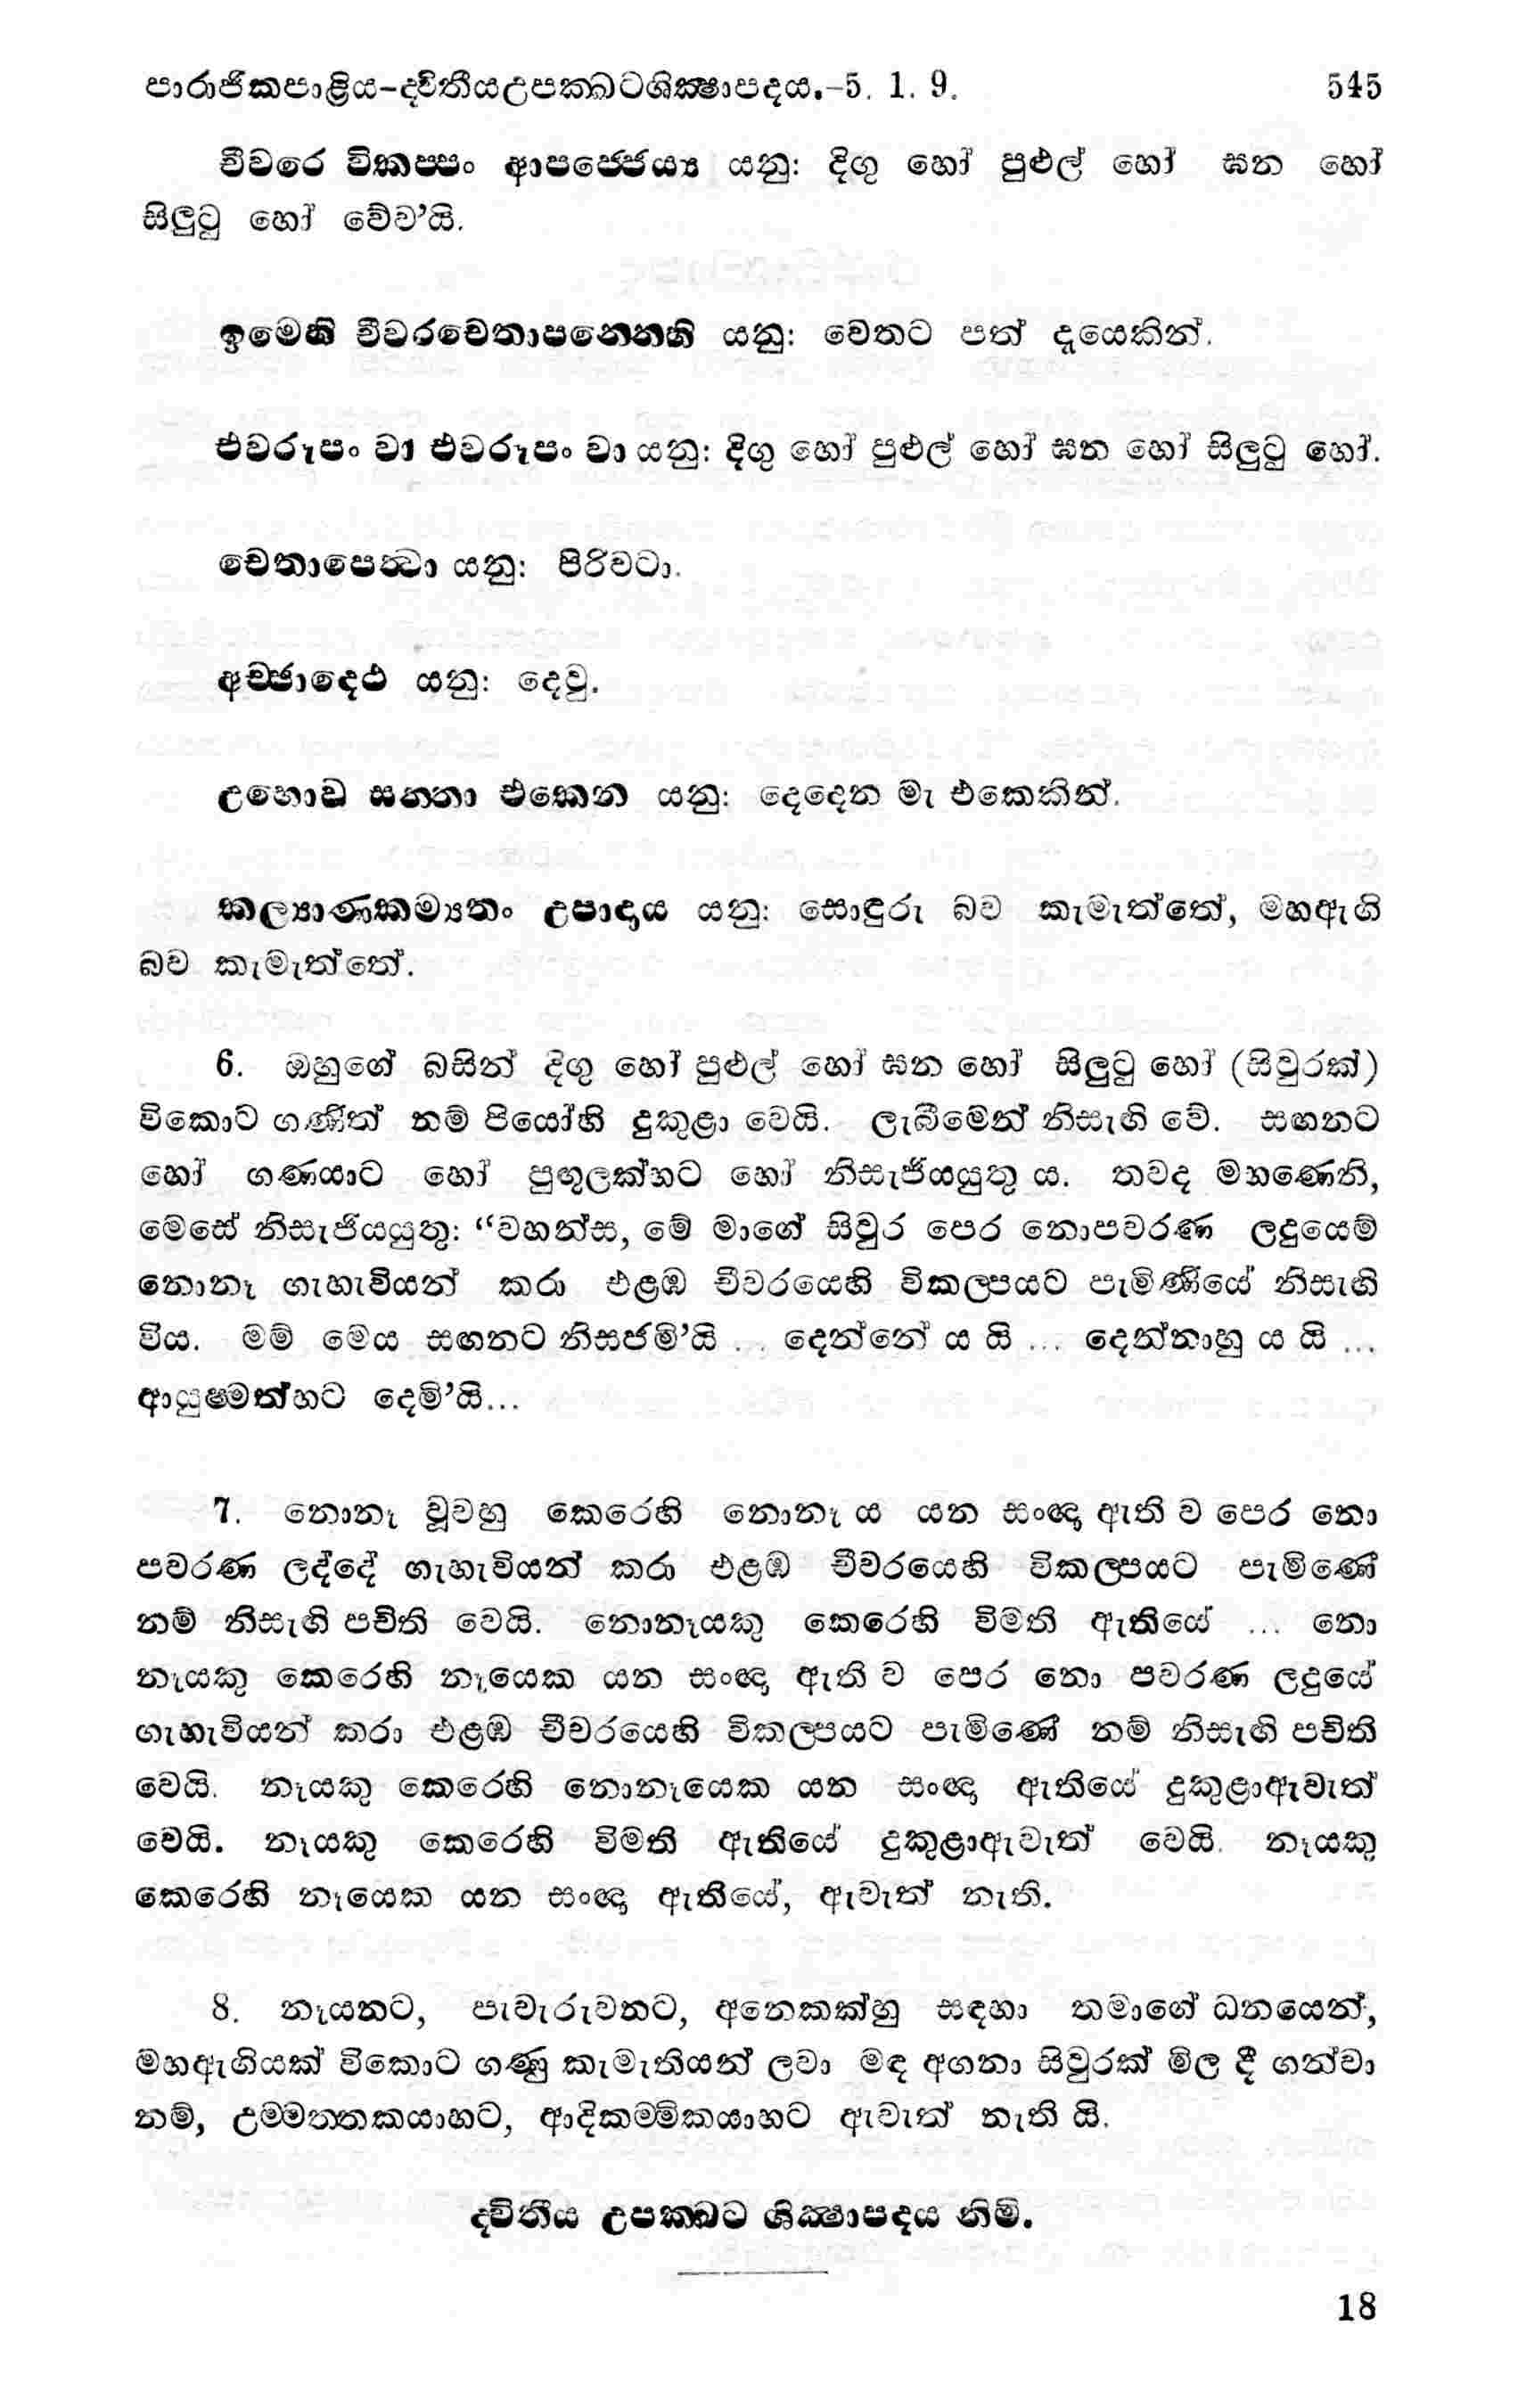 පාරාජිකපාළිය–ද්විතීයඋපක්ඛටශික්ෂාපදය.–5. 1. 9. 545
චීවරෙ විකප්පං ආපජ්ජෙය්‍ය යනු: දිගු හෝ පුළුල් හෝ ඝන හෝ
සිලුටු හෝ වේව’යි.
ඉමෙහි චීවරචෙතාපනෙනහි යනු: වෙතට පත් දෑයෙකින්.
එවරූපං වා එවරූපං වා යනු: දිගු හෝ පුළුල් හෝ ඝන හෝ සිලුටු හෝ.
චෙතාපෙත්‍වා යනු: පිරිවටා.
අච්ඡාදෙථ යනු: දෙවු.
උභොව සන්තා එකෙන යනු: දෙදෙන මැ එකෙකින්.
කල්‍යාණකම්‍යතං උපාදාය යනු: සොඳුරු බව කැමැත්තේ, මහඇගි
බව කැමැත්තේ.
6. ඔහුගේ බසින් දිගු හෝ පුළුල් හෝ ඝන හෝ සිලුටු හෝ (සිවුරක්)
විකොට ගණිත් නම් පියෝහි දුකුළා වෙයි. ලැබීමෙන් නිසැඟි වේ. සඟනට
හෝ ගණයාට හෝ පුඟුලක්හට හෝ නිසැජියයුතු ය. තවද මහණෙනි,
මෙසේ නිසැජියයුතු: “වහන්ස, මේ මාගේ සිවුර පෙර නොපවරණ ලදුයෙම්
නොනෑ ගැහැවියන් කරා එළඹ චීවරයෙහි විකල්පයට පැමිණියේ නිසැඟි
විය. මම් මෙය සඟනට නිසජමි’යි ... දෙන්නේ ය යි ... දෙන්නාහු ය යි ...
ආයුෂ්මත්හට දෙමි’යි...
7. නොනෑ වූවහු කෙරෙහි නොනෑ ය යන සංඥා ඇති ව පෙර නො
පවරණ ලද්දේ ගැහැවියන් කරා එළඹ චීවරයෙහි විකල්පයට පැමිණේ
නම් නිසැඟි පචිති වෙයි. නොනෑයකු කෙරෙහි විමති ඇතියේ ... නො
නෑයකු කෙරෙහි නෑයෙක යන සංඥා ඇති ව පෙර නො පවරණ ලදුයේ
ගැහැවියන් කරා එළඹ චීවරයෙහි විකල්පයට පැමිණේ නම් නිසැඟි පචිති
වෙයි. නෑයකු කෙරෙහි නොනෑයෙක යන සංඥා ඇතියේ දුකුළාඇවැත්
වෙයි. නෑයකු කෙරෙහි විමති ඇතියේ දුකුළාඇවැත් වෙයි. නෑයකු
කෙරෙහි නෑයෙක යන සංඥා ඇතියේ, ඇවැත් නැති.
8. නෑයනට, පැවැරුවනට, අනෙකක්හු සඳහා තමාගේ ධනයෙන්,
මහඇගියක් විකොට ගණු කැමැතියන් ලවා මඳ අගනා සිවුරක් මිල දී ගන්වා
නම්, උම්මත්තකයාහට, ආදිකම්මිකයාහට ඇවැත් නැති යි.
ද්විතීය උපක්ඛට ශික්ෂාපදය නිමි.
18